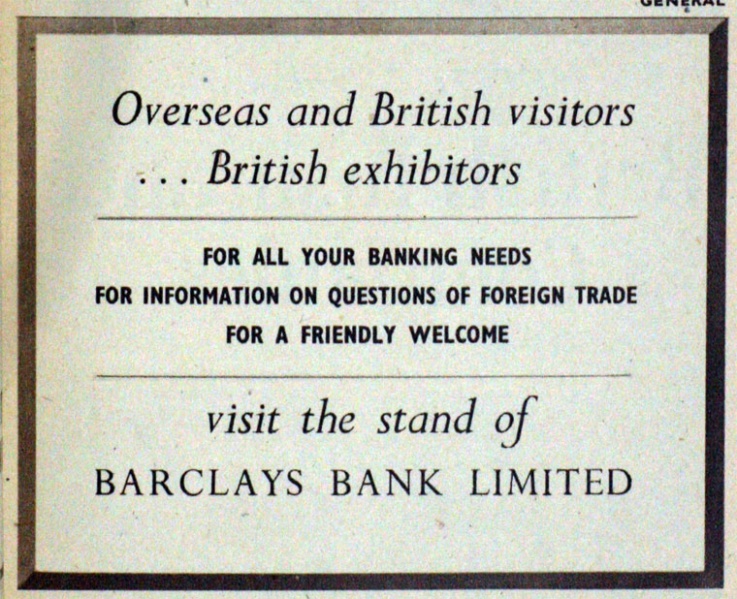 GENERAL
Overseas and British visitors
... British exhibitors
FOR ALL YOUR BANKING NEEDS
FOR INFORMATION ON QUESTIONS OF FOREIGN TRADE
FOR A FRIENDLY WELCOME
visit the stand of
BARCLAYS BANK LIMITED